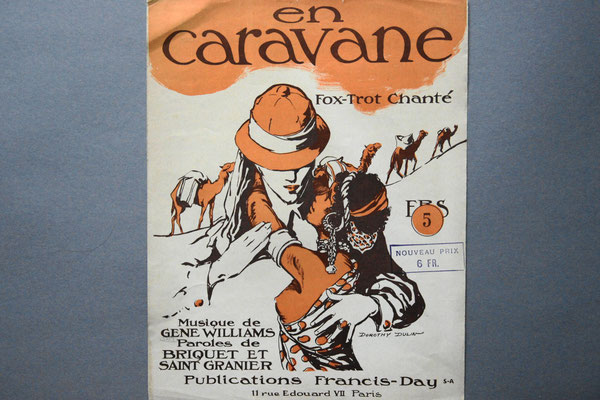 en
caravane
Fox-Trot Chanté
FRS
5
NOUVEAU PRIX
6 FR.
Musique de
GENE WILLIAMS
Paroles de
BRIQUET ET
SAINT GRANIER
DOROTHY DULIN
Publications Francis-Day S-A
11 rue Edouard VII Paris